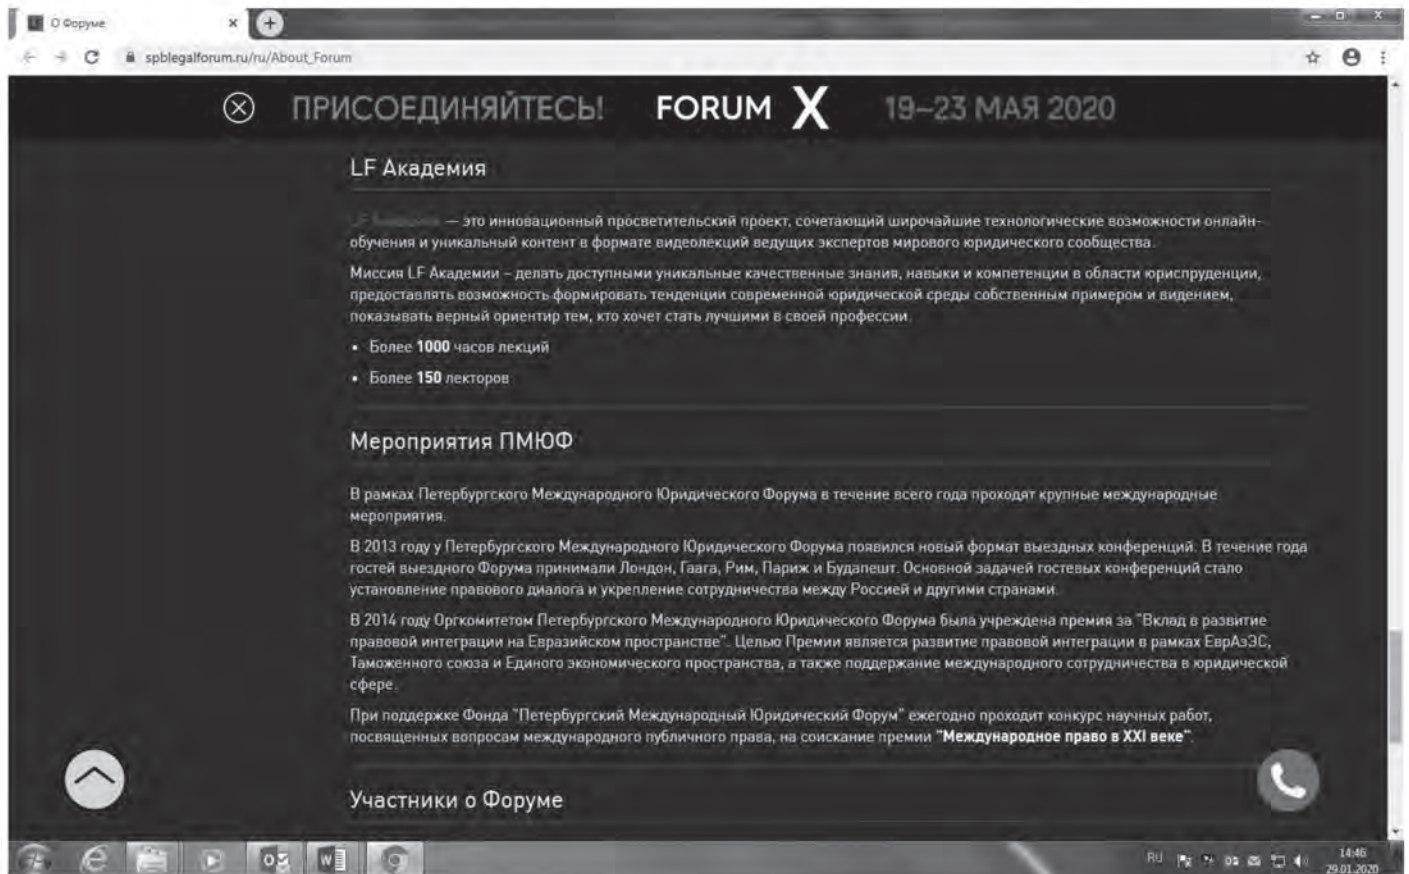 О Форуме
spblegalforum.ru/ru/About_Forum
ПРИСОЕДИНЯЙТЕСЬ! FORUM X 19–23 МАЯ 2020
LF Академия
LF Академия — это инновационный просветительский проект, сочетающий широчайшие технологические возможности онлайн-
обучения и уникальный контент в формате видеолекций ведущих экспертов мирового юридического сообщества.
Миссия LF Академии – делать доступными уникальные качественные знания, навыки и компетенции в области юриспруденции,
предоставлять возможность формировать тенденции современной юридической среды собственным примером и видением,
показывать верный ориентир тем, кто хочет стать лучшими в своей профессии.
• Более 1000 часов лекций
• Более 150 лекторов
Мероприятия ПМЮФ
В рамках Петербургского Международного Юридического Форума в течение всего года проходят крупные международные
мероприятия.
В 2013 году у Петербургского Международного Юридического Форума появился новый формат выездных конференций. В течение года
гостей выездного Форума принимали Лондон, Гаага, Рим, Париж и Будапешт. Основной задачей гостевых конференций стало
установление правового диалога и укрепление сотрудничества между Россией и другими странами.
В 2014 году Оргкомитетом Петербургского Международного Юридического Форума была учреждена премия за "Вклад в развитие
правовой интеграции на Евразийском пространстве". Целью Премии является развитие правовой интеграции в рамках ЕврАзЭС,
Таможенного союза и Единого экономического пространства, а также поддержание международного сотрудничества в юридической
сфере.
При поддержке Фонда "Петербургский Международный Юридический Форум" ежегодно проходит конкурс научных работ,
посвященных вопросам международного публичного права, на соискание премии "Международное право в XXI веке".
Участники о Форуме
RU
14:46
29.01.2020